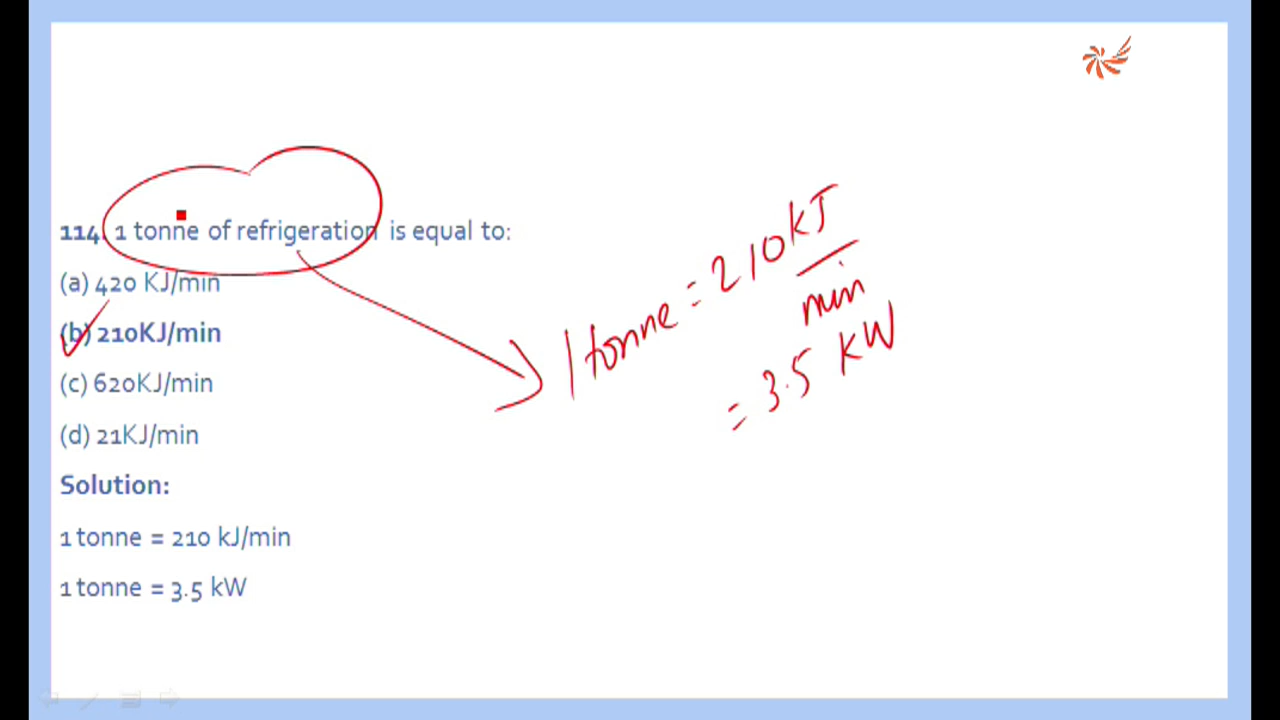 114. 1 tonne of refrigeration is equal to:
(a) 420 KJ/min
(b) 210KJ/min
(c) 620KJ/min
(d) 21KJ/min
Solution:
1 tonne = 210 kJ/min
1 tonne = 3.5 kW
1 tonne = 210 kJ
min
= 3.5 kW